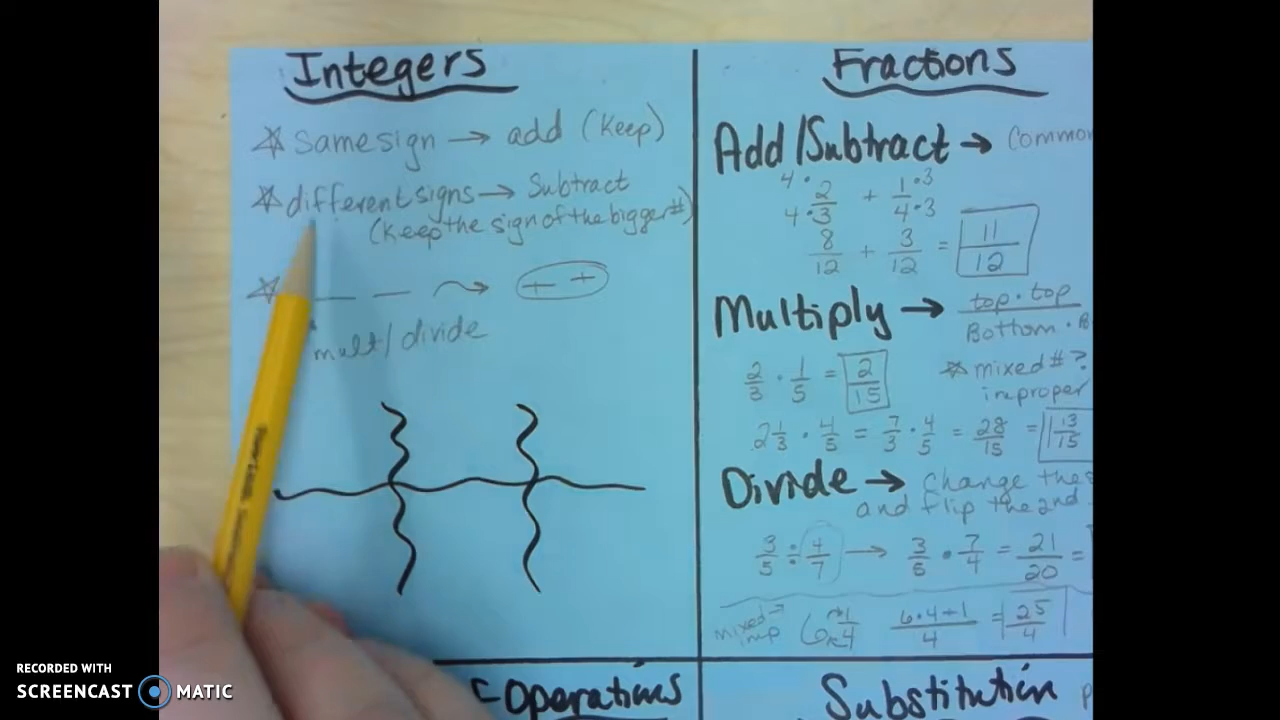 Integers
☆ Same sign → add (Keep)
☆ different signs → Subtract
(Keep the sign of the bigger #)
☆ — — → + +
mult/divide
Fractions
Add/Subtract → Common
4 · 2 / 4 · 3 + 1 · 3 / 4 · 3
8/12 + 3/12 = 11/12
Multiply → top · top / Bottom · B
2/3 · 1/5 = 2/15
☆ mixed # ?
improper
2 1/3 · 4/5 = 7/3 · 4/5 = 28/15 = 1 13/15
Divide → change the
and flip the 2nd
3/5 ÷ 4/7 → 3/5 · 7/4 = 21/20 =
mixed →
imp
6 1/4 6·4+1/4 = 25/4
Operations
Substitution p
RECORDED WITH
SCREENCAST O MATIC